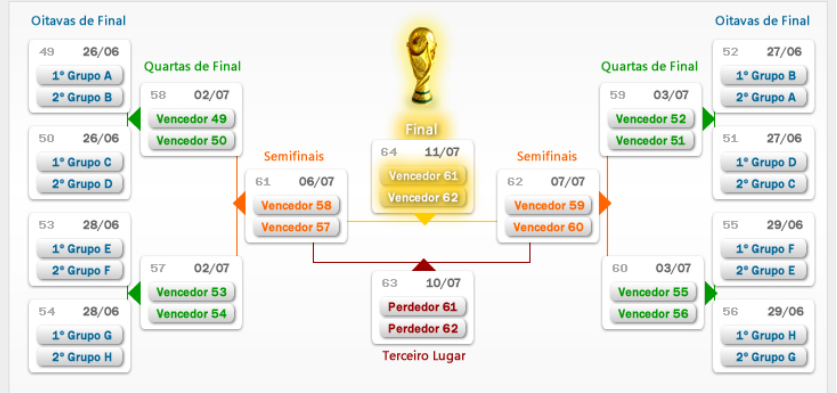 Oitavas de Final
49 26/06
1º Grupo A
2º Grupo B
50 26/06
1º Grupo C
2º Grupo D
53 28/06
1º Grupo E
2º Grupo F
54 28/06
1º Grupo G
2º Grupo H
Quartas de Final
58 02/07
Vencedor 49
Vencedor 50
57 02/07
Vencedor 53
Vencedor 54
Semifinais
61 06/07
Vencedor 58
Vencedor 57
Final
64 11/07
Vencedor 61
Vencedor 62
63 10/07
Perdedor 61
Perdedor 62
Terceiro Lugar
Semifinais
62 07/07
Vencedor 59
Vencedor 60
Quartas de Final
59 03/07
Vencedor 52
Vencedor 51
60 03/07
Vencedor 55
Vencedor 56
Oitavas de Final
52 27/06
1º Grupo B
2º Grupo A
51 27/06
1º Grupo D
2º Grupo C
55 29/06
1º Grupo F
2º Grupo E
56 29/06
1º Grupo H
2º Grupo G